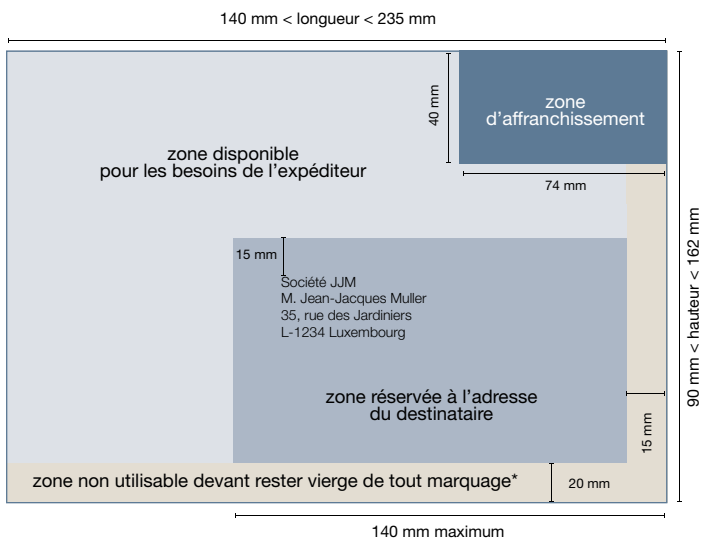 140 mm < longueur < 235 mm
40 mm
zone
d'affranchissement
zone disponible
pour les besoins de l'expéditeur
74 mm
15 mm
Société JJM
M. Jean-Jacques Muller
35, rue des Jardiniers
L-1234 Luxembourg
90 mm < hauteur < 162 mm
zone réservée à l'adresse
du destinataire
15 mm
zone non utilisable devant rester vierge de tout marquage*
20 mm
140 mm maximum